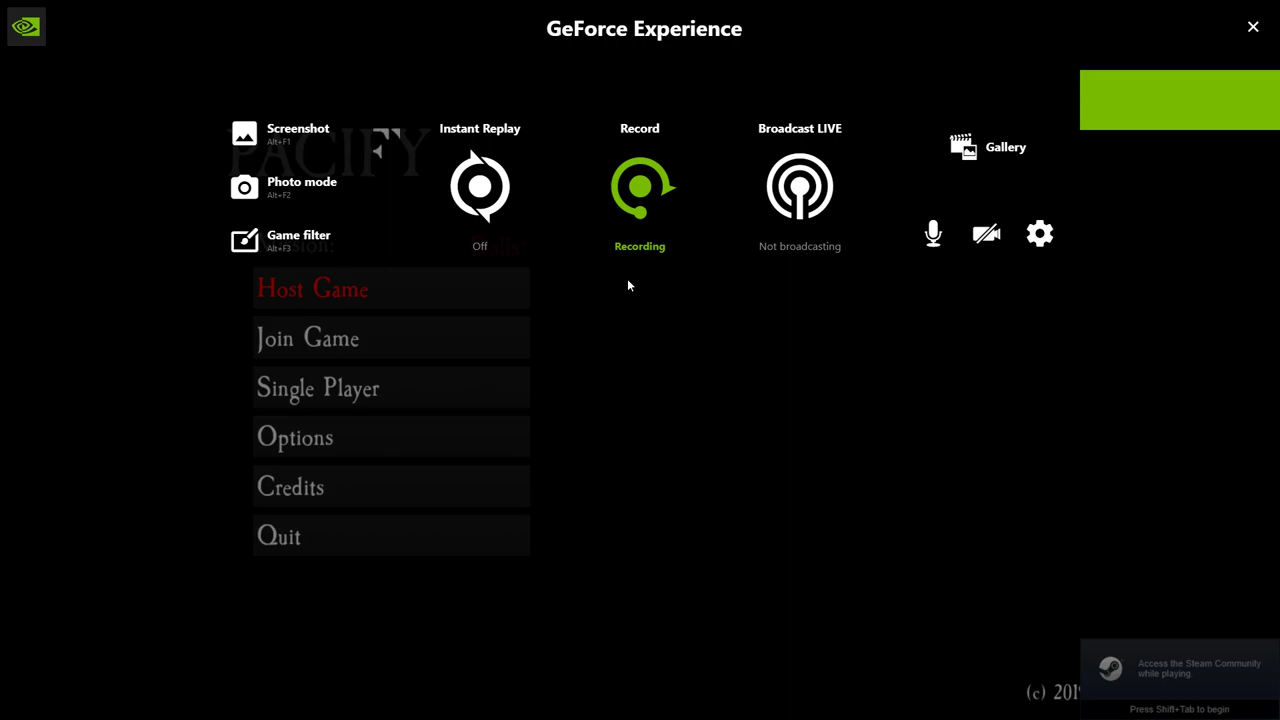 GeForce Experience
Screenshot
Alt+F1
Photo mode
Alt+F2
Game filter
Alt+F3
Instant Replay
Off
Record
Recording
Broadcast LIVE
Not broadcasting
Gallery
PACIFY
Host Game
Join Game
Single Player
Options
Credits
Quit
Access the Steam Community
while playing.
Press Shift+Tab to begin
(c) 201